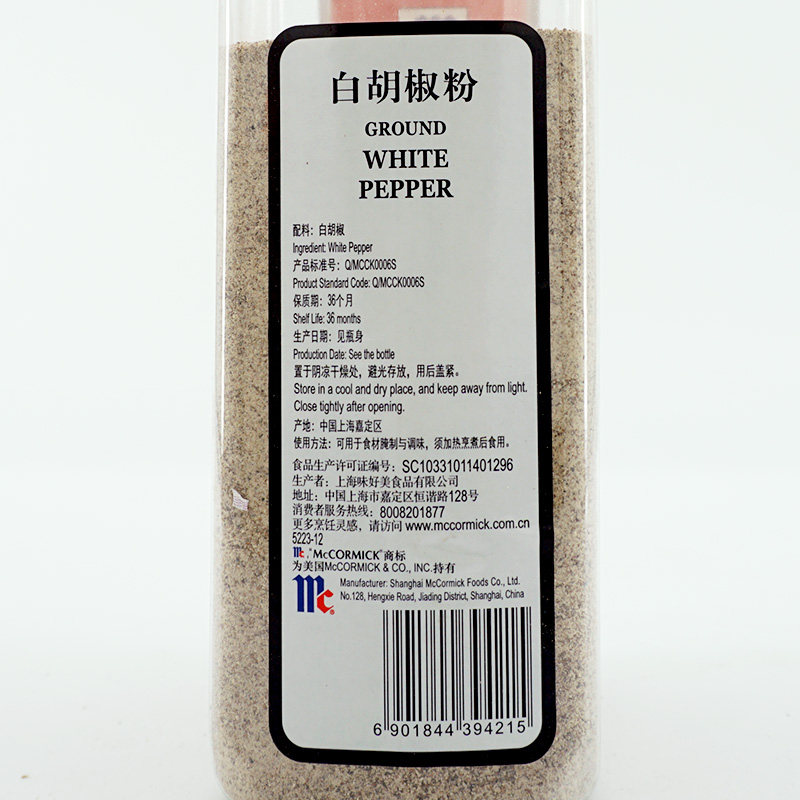 白胡椒粉
GROUND
WHITE
PEPPER
配料：白胡椒
Ingredient: White Pepper
产品标准号：Q/MCCK0006S
Product Standard Code: Q/MCCK0006S
保质期：36个月
Shelf Life: 36 months
生产日期：见瓶身
Production Date: See the bottle
置于阴凉干燥处，避光存放，用后盖紧。
Store in a cool and dry place, and keep away from light.
Close tightly after opening.
产地：中国上海嘉定区
使用方法：可用于食材腌制与调味，须加热烹煮后食用。
食品生产许可证编号：SC10331011401296
生产者：上海味好美食品有限公司
地址：中国上海市嘉定区恒谐路128号
消费者服务热线：8008201877
更多烹饪灵感，请访问 www.mccormick.com.cn
5223-12
Mc, "McCORMICK"商标
为美国McCORMICK & CO., INC.持有
Mc®
Manufacturer: Shanghai McCormick Foods Co., Ltd.
No.128, Hengxie Road, Jiading District, Shanghai, China
6 901844 394215